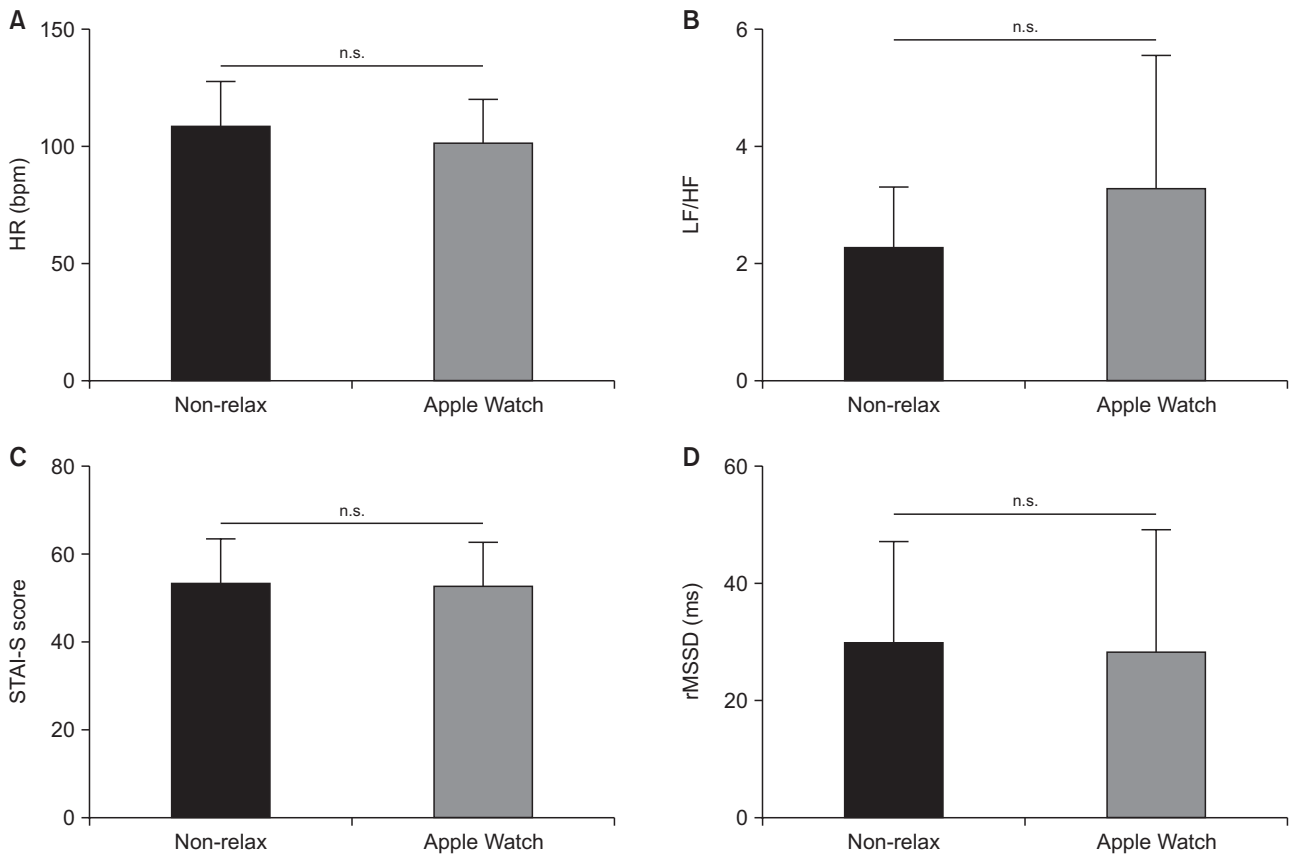 A
150
100
50
0
HR (bpm)
n.s.
Non-relax
Apple Watch
B
6
4
2
0
LF/HF
n.s.
Non-relax
Apple Watch
C
80
60
40
20
0
STAI-S score
n.s.
Non-relax
Apple Watch
D
60
40
20
0
rMSSD (ms)
n.s.
Non-relax
Apple Watch